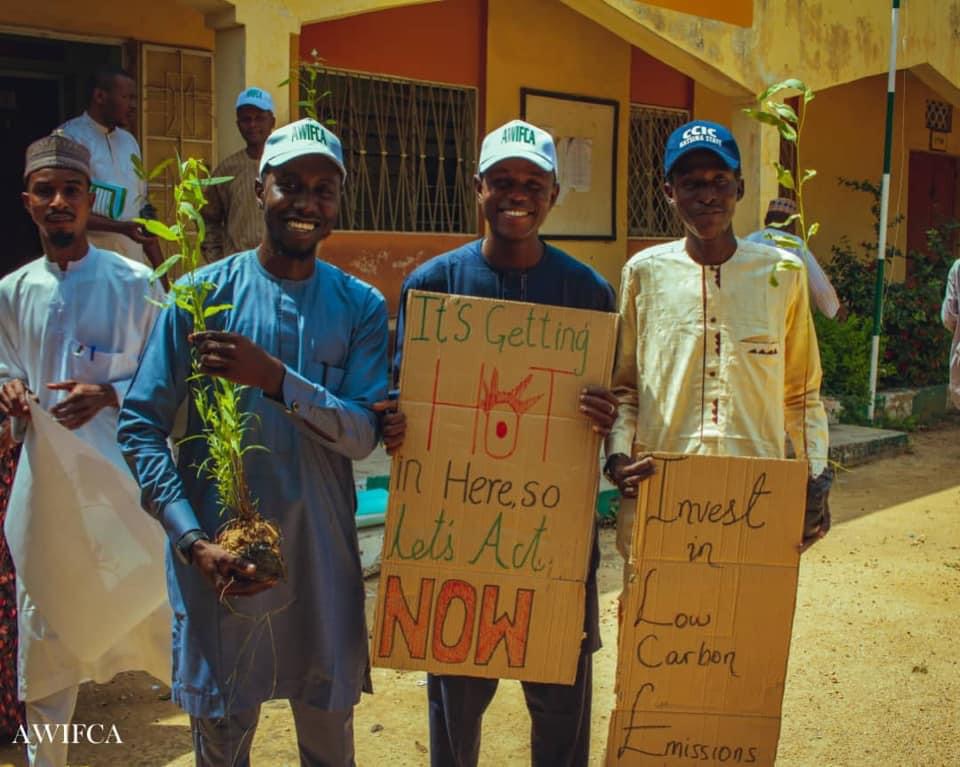 AWIFCA
AWIFCA
AWIFCA
CCIC
KATSINA STATE
It's Getting
HOT
in Here, so
Let's Act
NOW
Invest
in
Low
Carbon
Emissions
AWIFCA